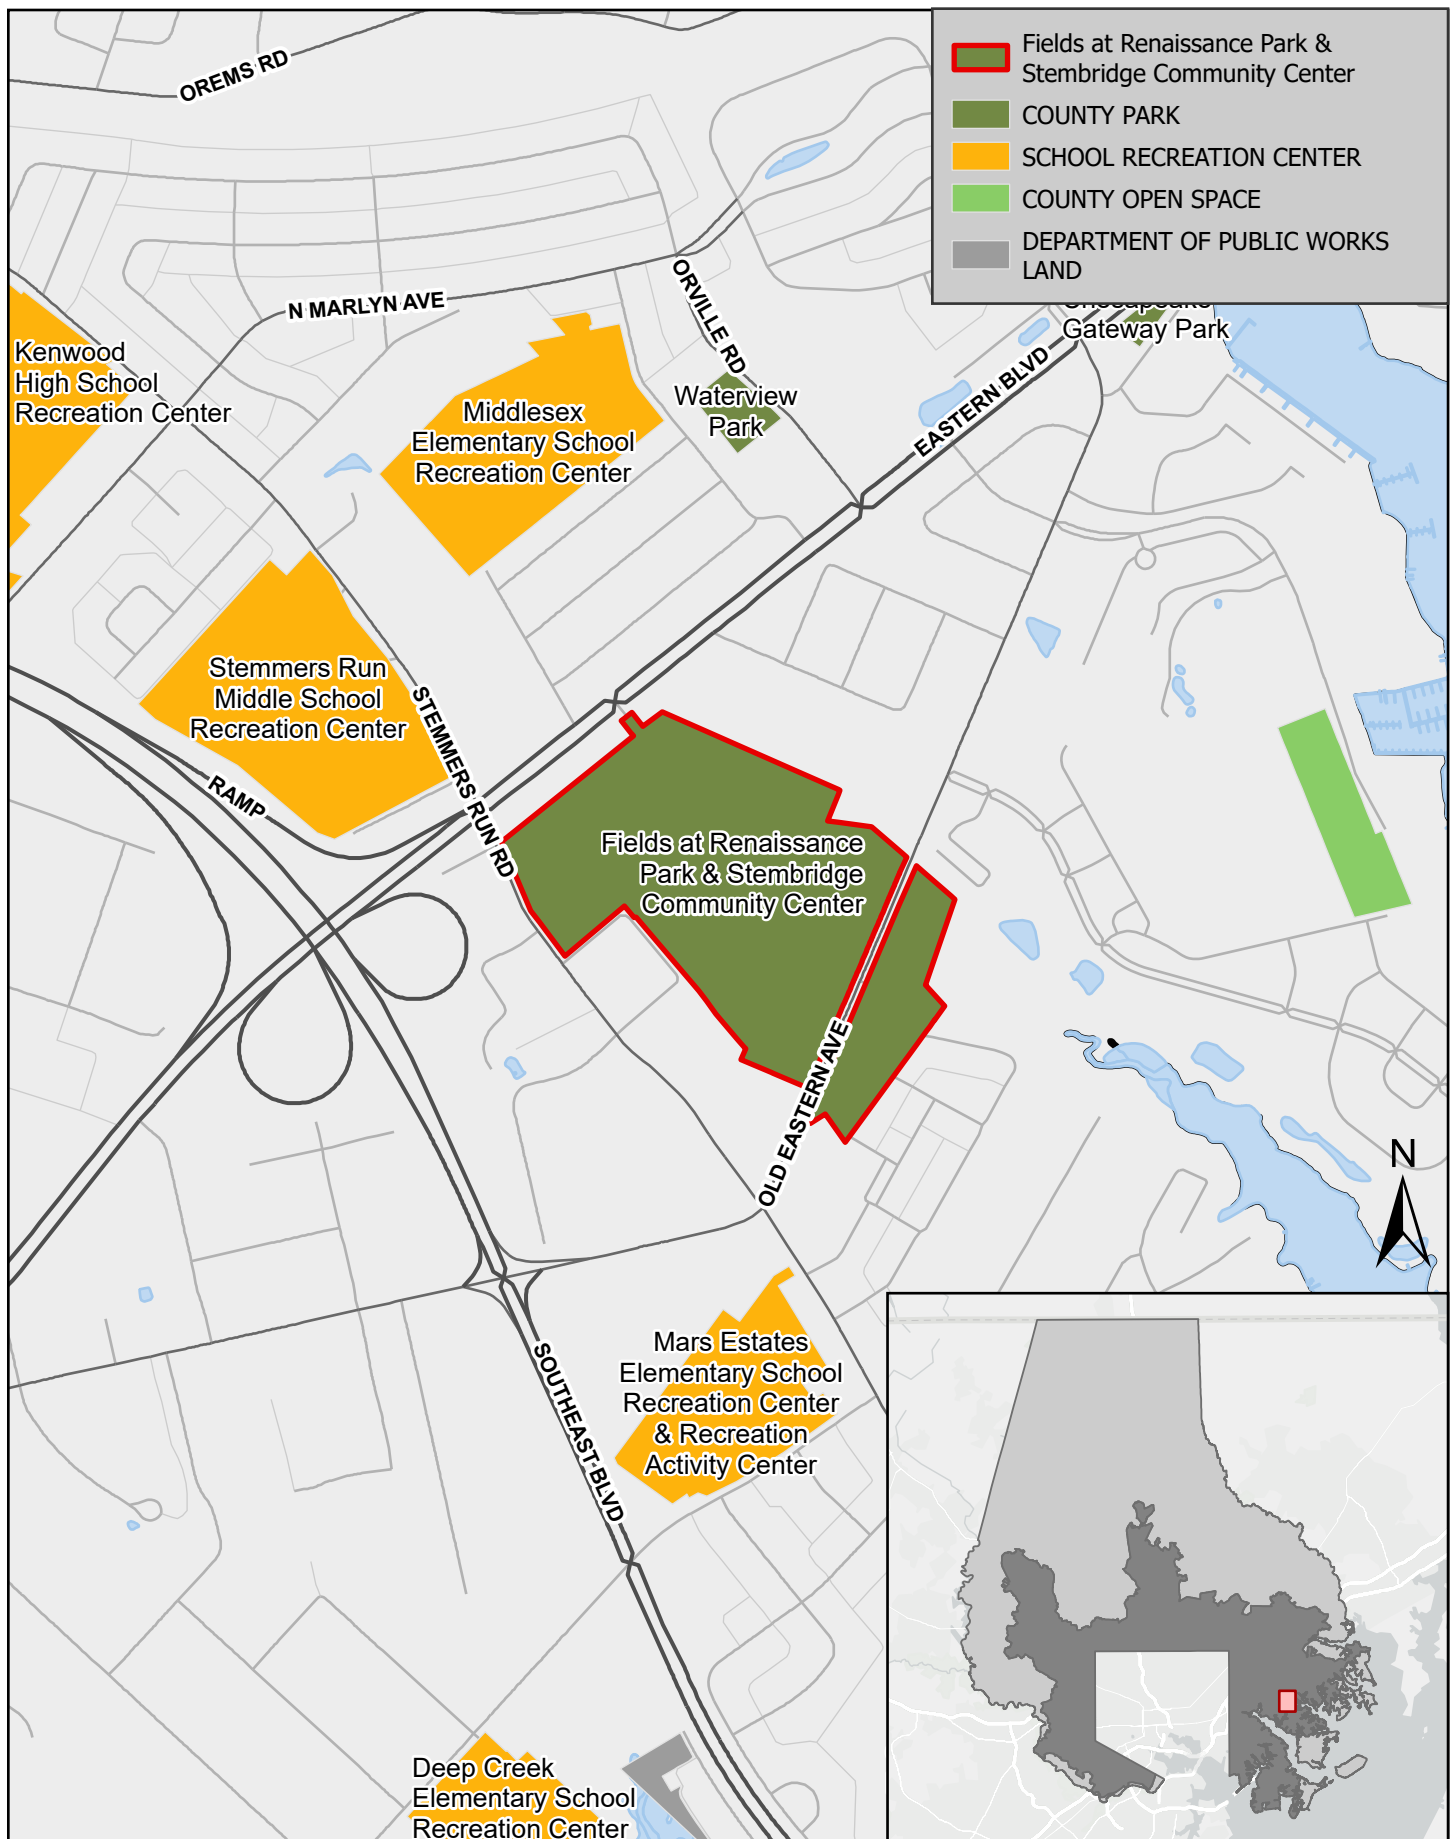 Fields at Renaissance Park &
Stembridge Community Center
COUNTY PARK
SCHOOL RECREATION CENTER
COUNTY OPEN SPACE
DEPARTMENT OF PUBLIC WORKS
LAND
OREMS RD
N MARLYN AVE
ORVILLE RD
Chesapeake
Gateway Park
EASTERN BLVD
Kenwood
High School
Recreation Center
Middlesex
Elementary School
Recreation Center
Waterview
Park
Stemmers Run
Middle School
Recreation Center
STEMMERS RUN RD
RAMP
Fields at Renaissance
Park & Stembridge
Community Center
OLD EASTERN AVE
N
Mars Estates
Elementary School
Recreation Center
& Recreation
Activity Center
SOUTHEAST BLVD
Deep Creek
Elementary School
Recreation Center